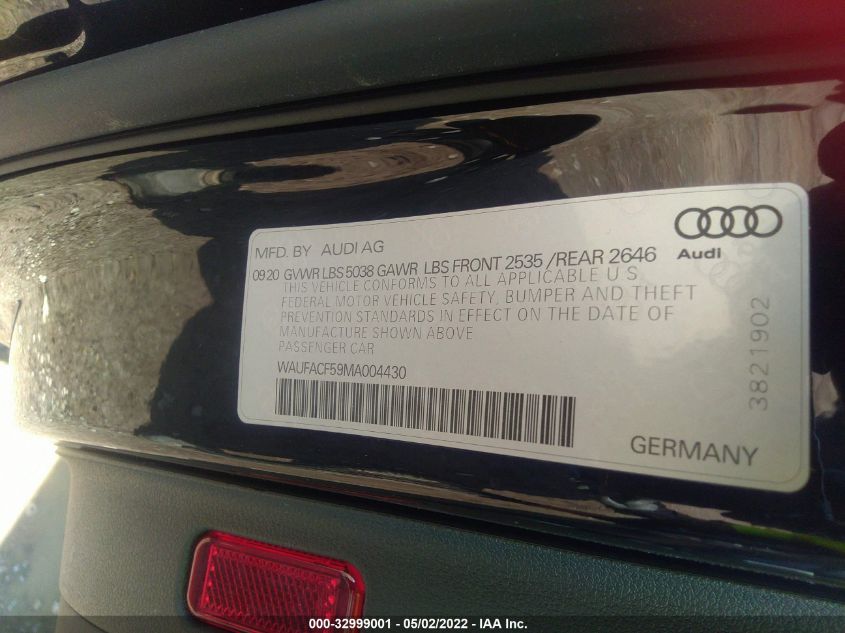 MFD. BY AUDI AG
Audi
0920 GVWR LBS 5038 GAWR LBS FRONT 2535 /REAR 2646
THIS VEHICLE CONFORMS TO ALL APPLICABLE U S
FEDERAL MOTOR VEHICLE SAFETY, BUMPER AND THEFT
PREVENTION STANDARDS IN EFFECT ON THE DATE OF
MANUFACTURE SHOWN ABOVE
PASSENGER CAR
WAUFACF59MA004430
3821902
GERMANY
000-32999001 - 05/02/2022 - IAA Inc.